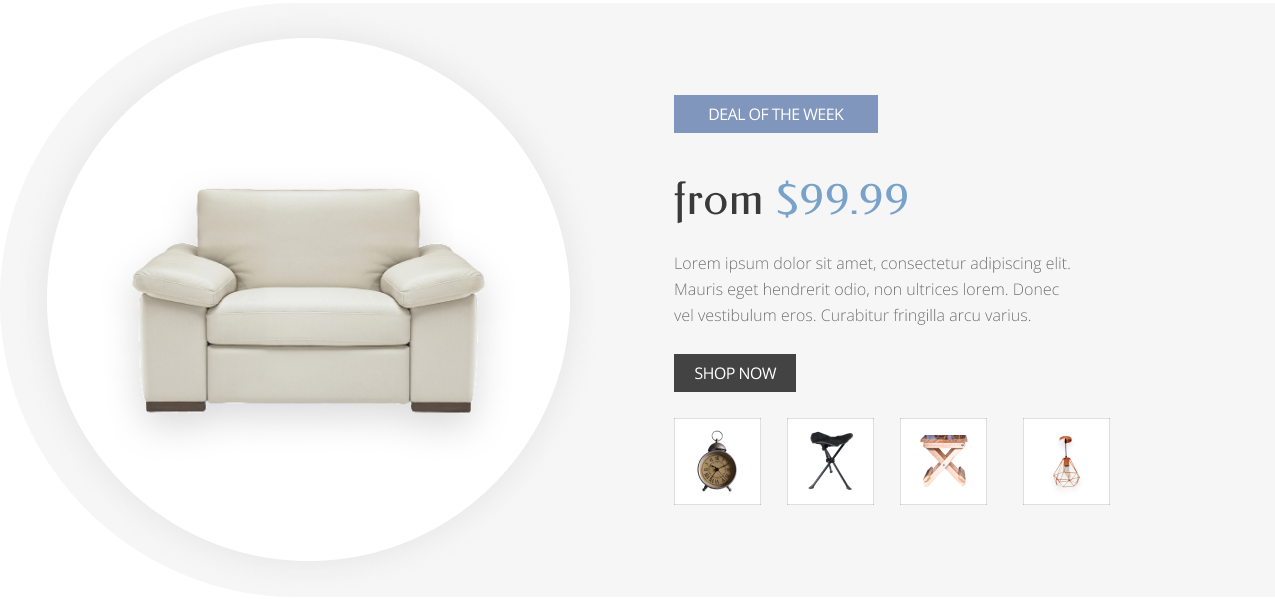 DEAL OF THE WEEK
from $99.99
Lorem ipsum dolor sit amet, consectetur adipiscing elit.
Mauris eget hendrerit odio, non ultrices lorem. Donec
vel vestibulum eros. Curabitur fringilla arcu varius.
SHOP NOW